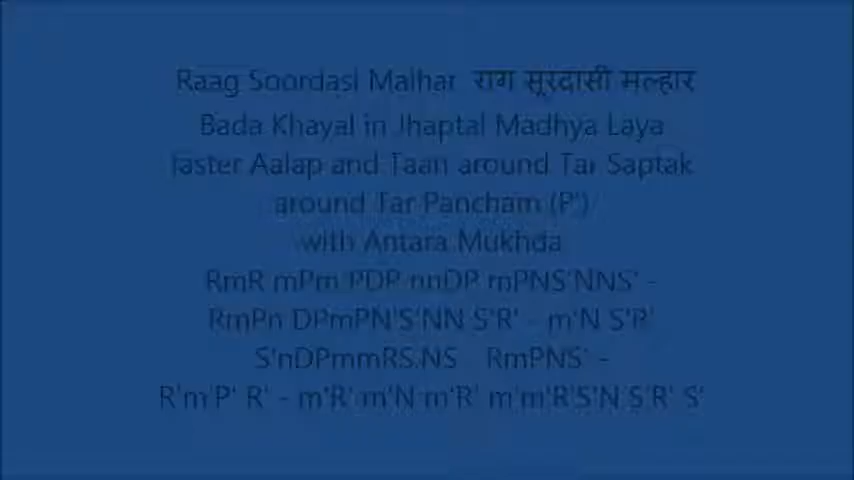 Raag Soordasi Malhar राग सूरदासी मल्हार
Bada Khayal in Jhaptal Madhya Laya
faster Aalap and Taan around Tar Saptak
around Tar Pancham (P')
with Antara Mukhda
RmR mPm PDP nnDP mPNS'NNS' -
RmPn DPmPN'S'NN S'R' - m'N S'R'
S'nDPmmRS.NS - RmPNS' -
R'm'P' R' - m'R' m'N m'R' m'm'R'S'N S'R' S'